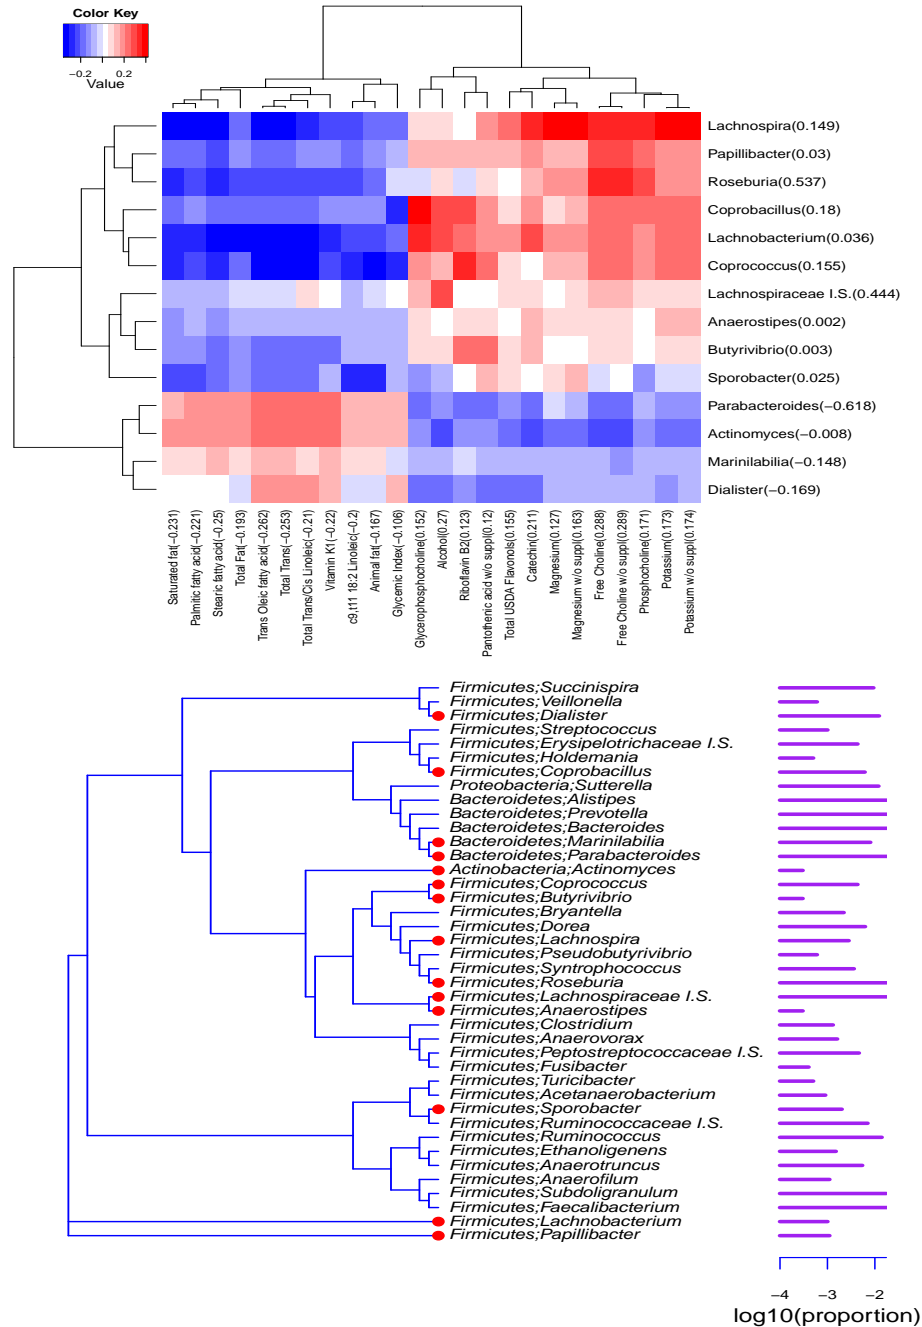 Color Key
−0.2 0.2
Value
Lachnospira(0.149)
Papillibacter(0.03)
Roseburia(0.537)
Coprobacillus(0.18)
Lachnobacterium(0.036)
Coprococcus(0.155)
Lachnospiraceae I.S.(0.444)
Anaerostipes(0.002)
Butyrivibrio(0.003)
Sporobacter(0.025)
Parabacteroides(−0.618)
Actinomyces(−0.008)
Marinilabilia(−0.148)
Dialister(−0.169)
Saturated fat(−0.231)
Palmitic fatty acid(−0.221)
Stearic fatty acid(−0.25)
Total Fat(−0.193)
Trans Oleic fatty acid(−0.262)
Total Trans(−0.253)
Total Trans/Cis Linoleic(−0.21)
Vitamin K1(−0.22)
c9,t11 18:2 Linoleic(−0.2)
Animal fat(−0.167)
Glycemic Index(−0.106)
Glycerophosphocholine(0.152)
Alcohol(0.27)
Riboflavin B2(0.123)
Pantothenic acid w/o suppl(0.12)
Total USDA Flavonols(0.155)
Catechin(0.211)
Magnesium(0.127)
Magnesium w/o suppl(0.163)
Free Choline(0.288)
Free Choline w/o suppl(0.289)
Phosphocholine(0.171)
Potassium(0.173)
Potassium w/o suppl(0.174)
Firmicutes;Succinispira
Firmicutes;Veillonella
Firmicutes;Dialister
Firmicutes;Streptococcus
Firmicutes;Erysipelotrichaceae I.S.
Firmicutes;Holdemania
Firmicutes;Coprobacillus
Proteobacteria;Sutterella
Bacteroidetes;Alistipes
Bacteroidetes;Prevotella
Bacteroidetes;Bacteroides
Bacteroidetes;Marinilabilia
Bacteroidetes;Parabacteroides
Actinobacteria;Actinomyces
Firmicutes;Coprococcus
Firmicutes;Butyrivibrio
Firmicutes;Bryantella
Firmicutes;Dorea
Firmicutes;Lachnospira
Firmicutes;Pseudobutyrivibrio
Firmicutes;Syntrophococcus
Firmicutes;Roseburia
Firmicutes;Lachnospiraceae I.S.
Firmicutes;Anaerostipes
Firmicutes;Clostridium
Firmicutes;Anaerovorax
Firmicutes;Peptostreptococcaceae I.S.
Firmicutes;Fusibacter
Firmicutes;Turicibacter
Firmicutes;Acetanaerobacterium
Firmicutes;Sporobacter
Firmicutes;Ruminococcaceae I.S.
Firmicutes;Ruminococcus
Firmicutes;Ethanoligenens
Firmicutes;Anaerotruncus
Firmicutes;Anaerofilum
Firmicutes;Subdoligranulum
Firmicutes;Faecalibacterium
Firmicutes;Lachnobacterium
Firmicutes;Papillibacter
−4 −3 −2
log10(proportion)